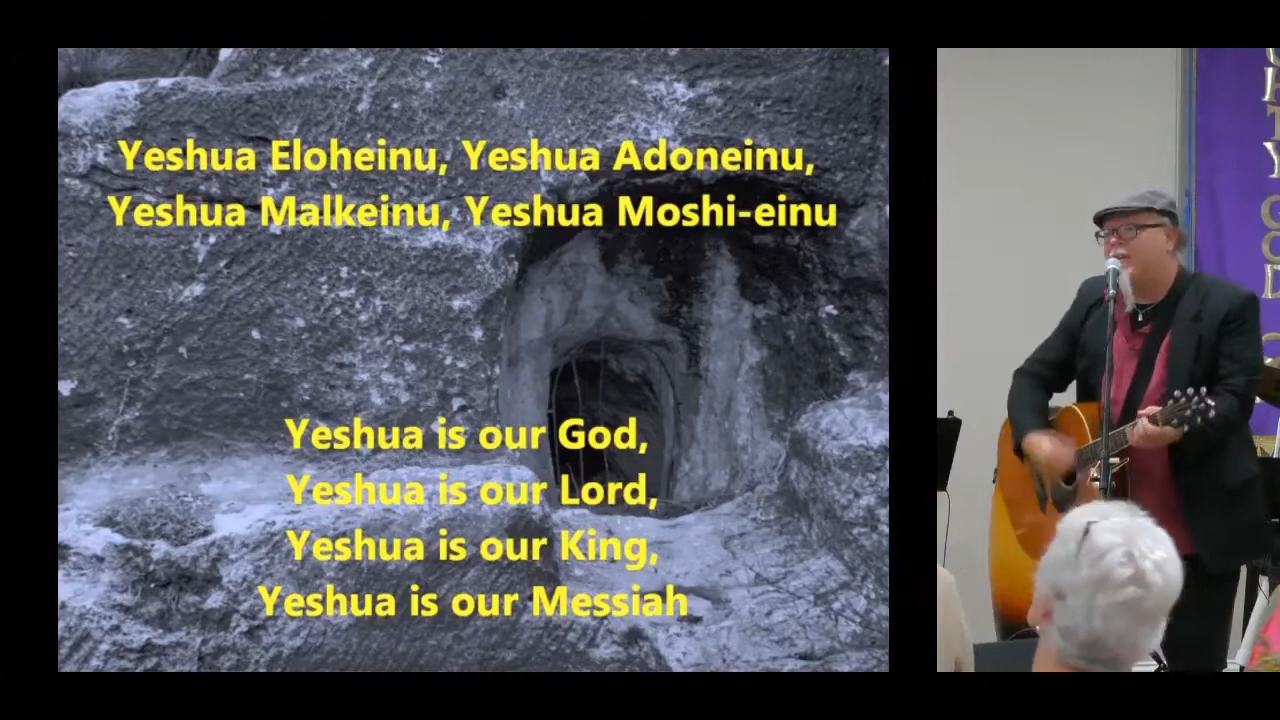 Yeshua Eloheinu, Yeshua Adoneinu,
Yeshua Malkeinu, Yeshua Moshi-einu
Yeshua is our God,
Yeshua is our Lord,
Yeshua is our King,
Yeshua is our Messiah